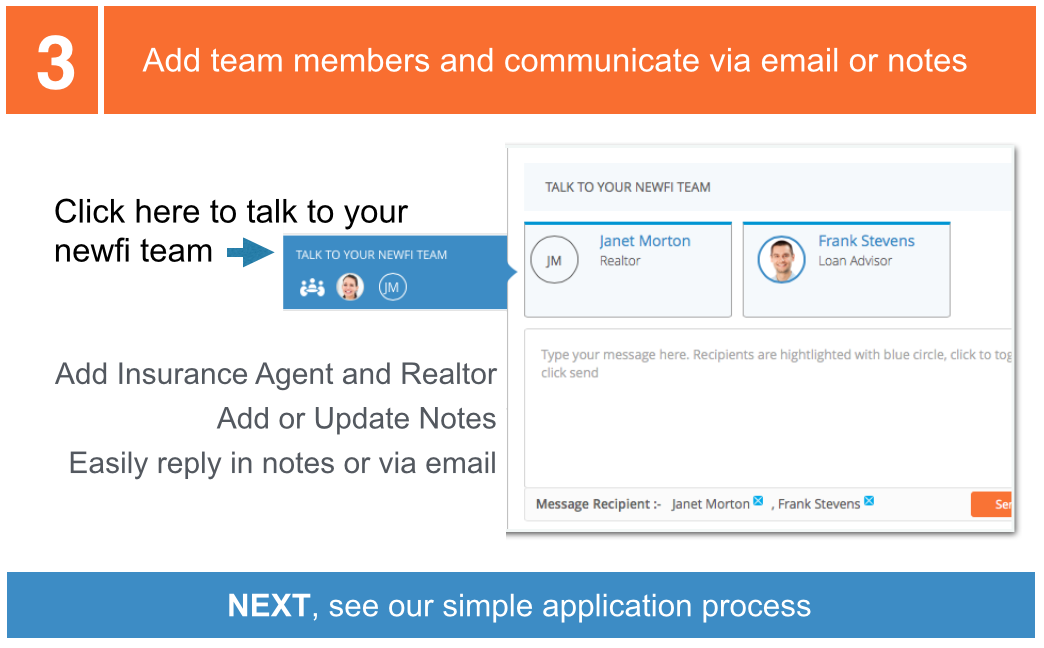 3
Add team members and communicate via email or notes
Click here to talk to your
newfi team
TALK TO YOUR NEWFI TEAM
JM
Add Insurance Agent and Realtor
Add or Update Notes
Easily reply in notes or via email
TALK TO YOUR NEWFI TEAM
JM
Janet Morton
Realtor
Frank Stevens
Loan Advisor
Type your message here. Recipients are hightlighted with blue circle, click to tog
click send
Message Recipient :- Janet Morton , Frank Stevens
Ser
NEXT, see our simple application process